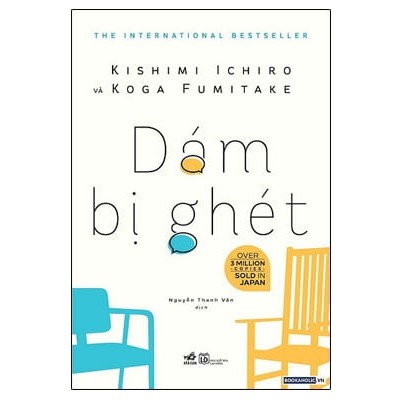 THE INTERNATIONAL BESTSELLER
KISHIMI ICHIRO
VÀ KOGA FUMITAKE
Dám
bị ghét
OVER
3 MILLION
-COPIES-
SOLD IN
JAPAN
Nguyễn Thanh Vân
dịch
BOOKAHOLIC.VN